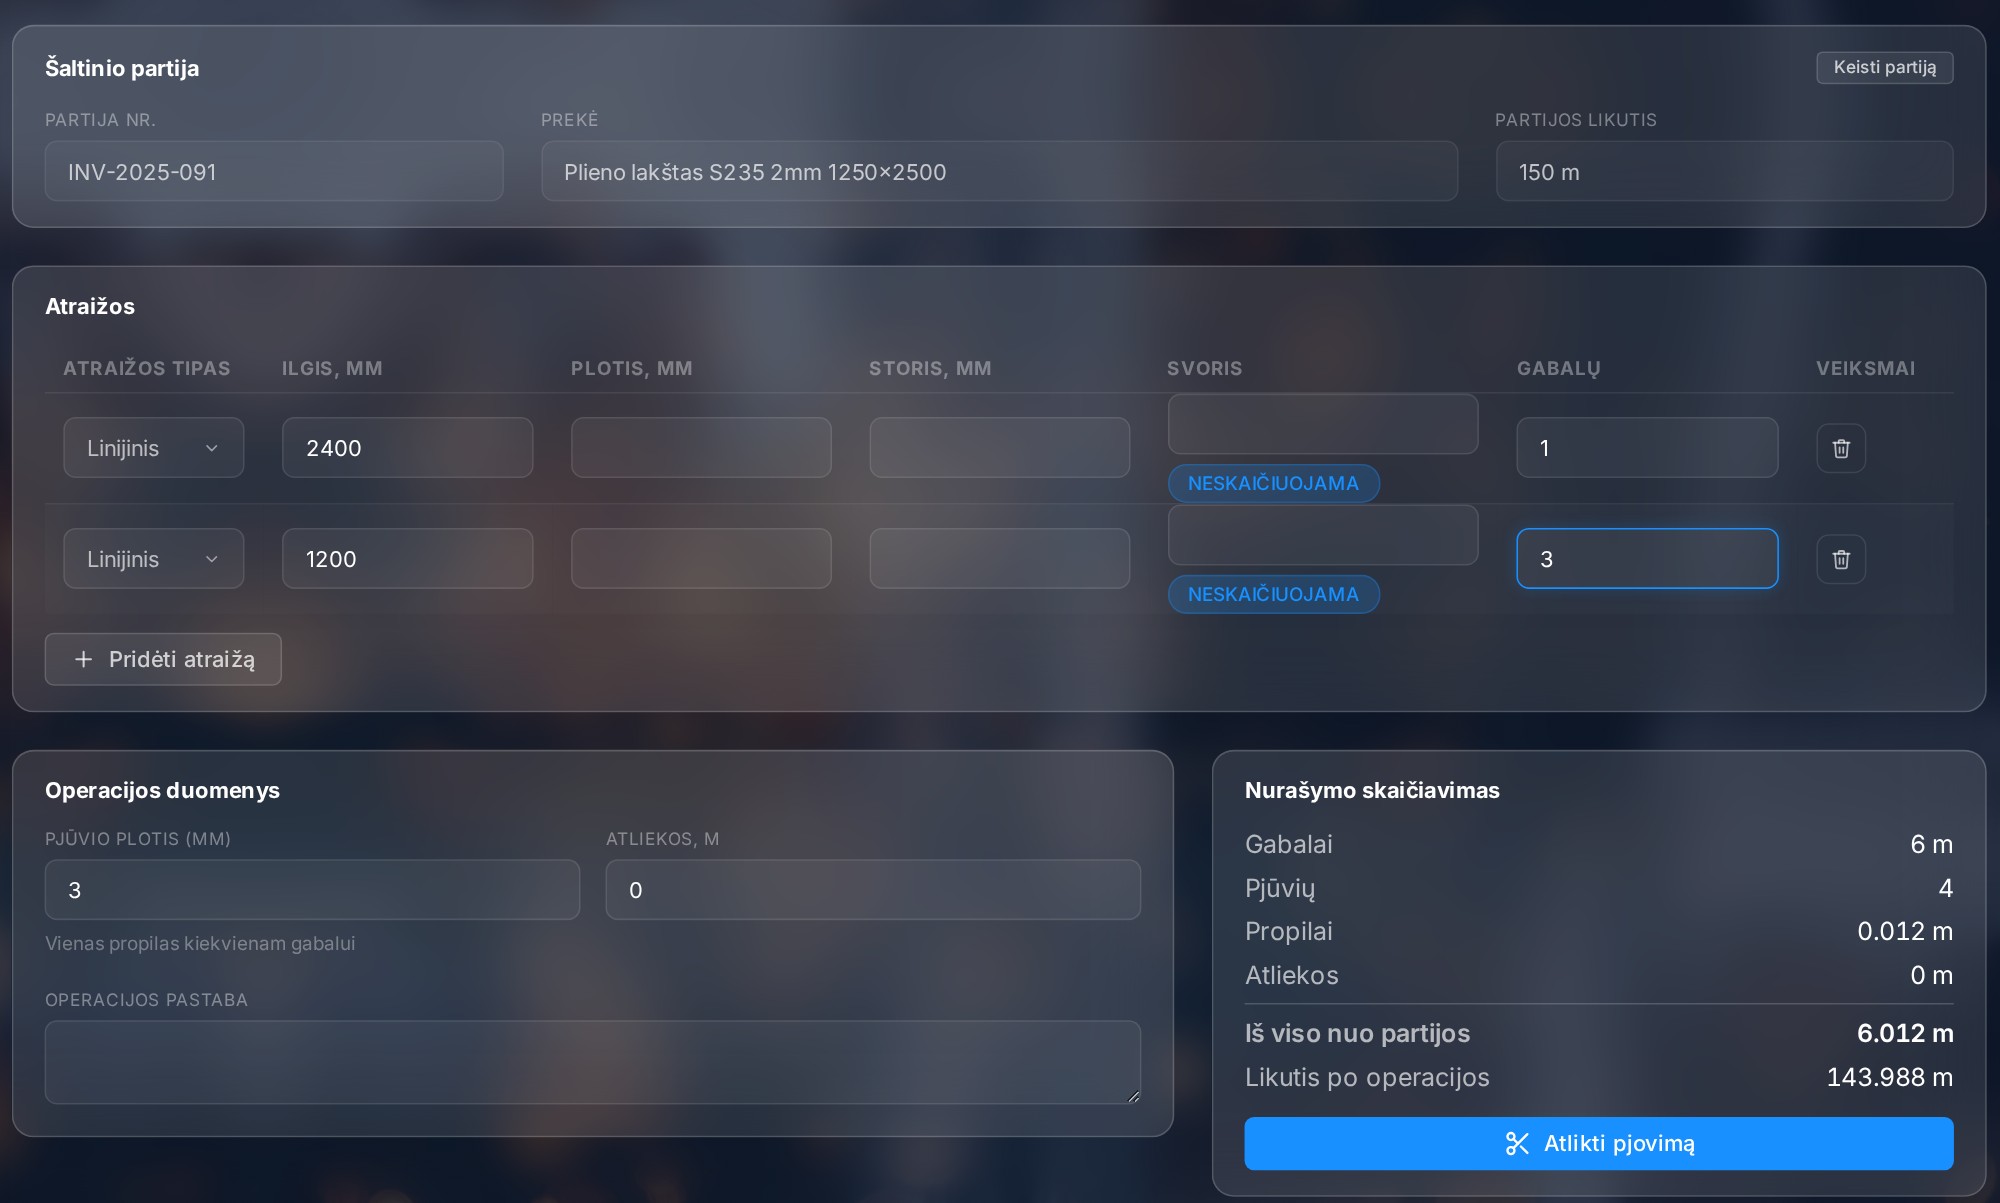 Šaltinio partija
Keisti partiją
PARTIJA NR. PREKĖ PARTIJOS LIKUTIS
INV-2025-091 Plieno lakštas S235 2mm 1250×2500 150 m
Atraižos
ATRAIŽOS TIPAS ILGIS, MM PLOTIS, MM STORIS, MM SVORIS GABALŲ VEIKSMAI
Linijinis 2400 1
NESKAIČIUOJAMA
Linijinis 1200 3
NESKAIČIUOJAMA
Pridėti atraižą
Operacijos duomenys
PJŪVIO PLOTIS (MM) ATLIEKOS, M
3 0
Vienas propilas kiekvienam gabalui
OPERACIJOS PASTABA
Nurašymo skaičiavimas
Gabalai 6 m
Pjūvių 4
Propilai 0.012 m
Atliekos 0 m
Iš viso nuo partijos 6.012 m
Likutis po operacijos 143.988 m
Atlikti pjovimą